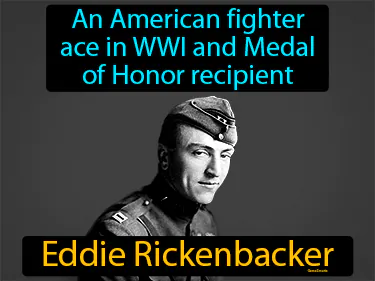 An American fighter
ace in WWI and Medal
of Honor recipient
Eddie Rickenbacker